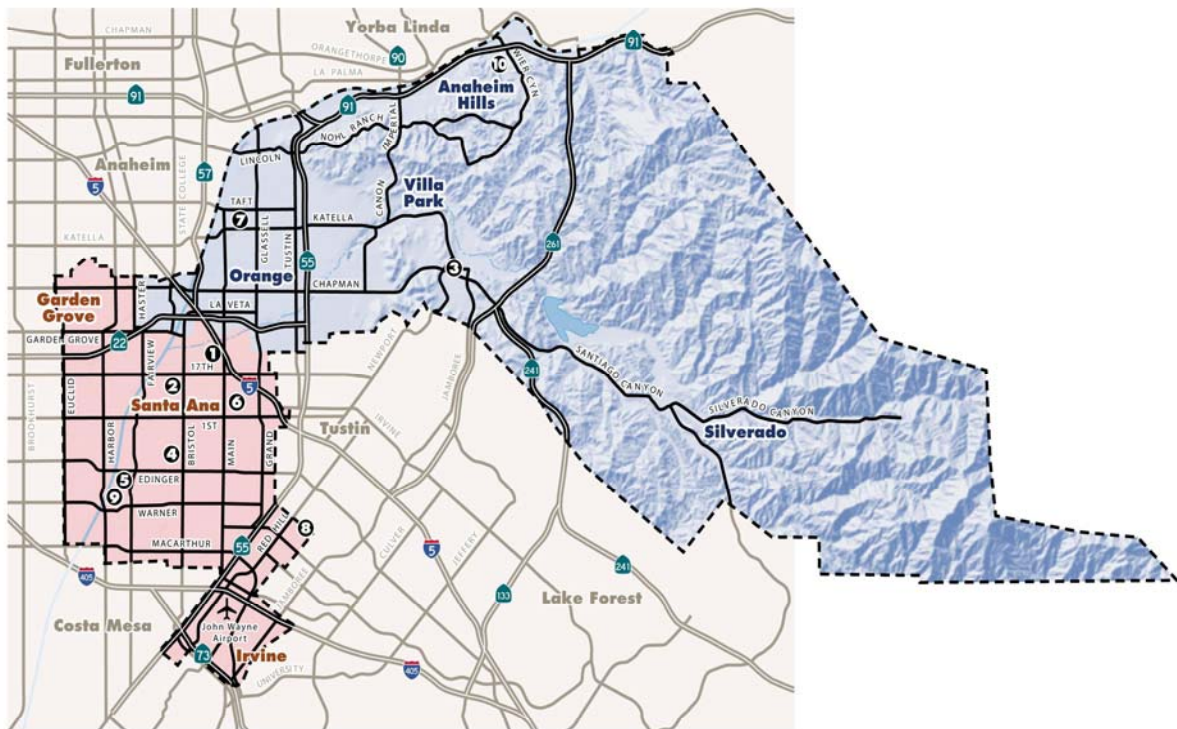 Yorba Linda
CHAPMAN
91
90
ORANGETHORPE
Fullerton
LA PALMA
10
WEIR CYN
Anaheim
Hills
91
91
NOHL RANCH
IMPERIAL
LINCOLN
Anaheim
57
5
STATE COLLEGE
Villa
Park
TAFT
CANON
7
KATELLA
GLASSELL
TUSTIN
KATELLA
261
55
3
Orange
CHAPMAN
Garden
Grove
HASTER
LA VETA
GARDEN GROVE
22
NEWPORT
1
17TH
FAIRVIEW
JAMBOREE
241
SANTIAGO CANYON
EUCLID
2
5
Santa Ana
6
SILVERADO CANYON
BROOKHURST
1ST
Tustin
IRVINE
Silverado
HARBOR
BRISTOL
MAIN
GRAND
4
EDINGER
5
9
WARNER
RED HILL
8
MACARTHUR
55
CULVER
JEFFERY
5
405
241
JAMBOREE
133
Lake Forest
Costa Mesa
John Wayne
Airport
73
Irvine
UNIVERSITY
405